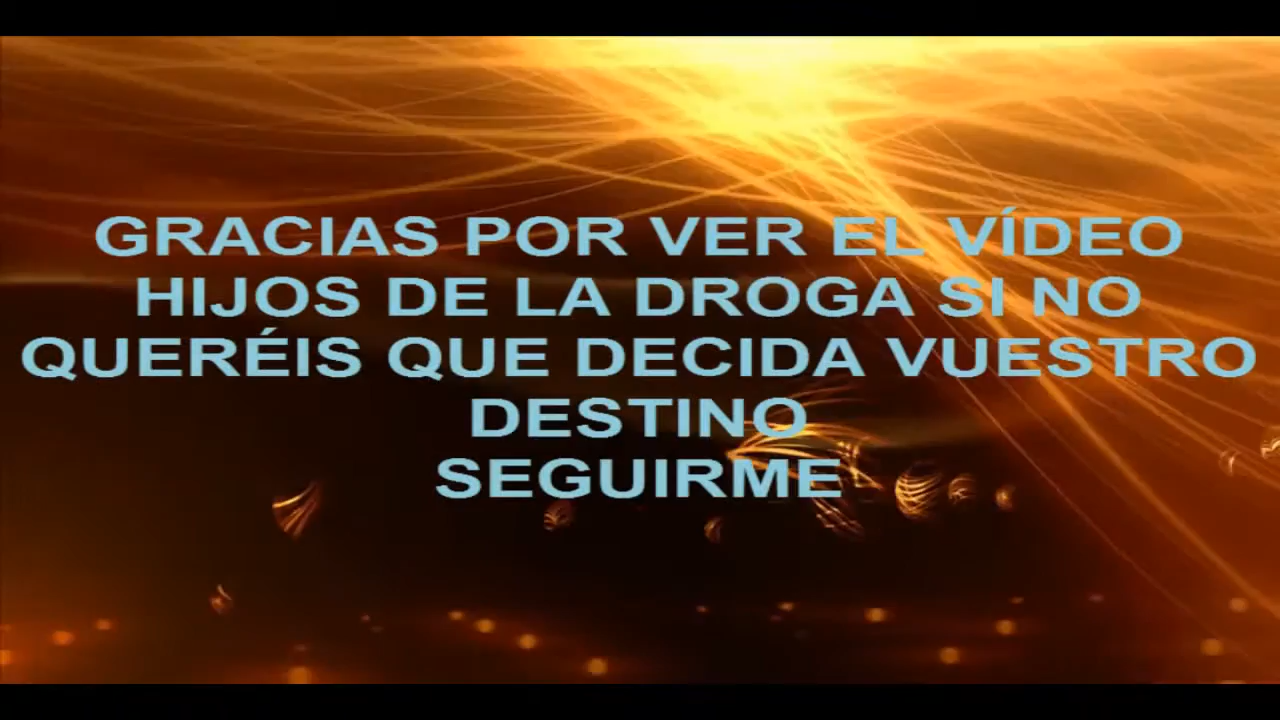 GRACIAS POR VER EL VÍDEO
HIJOS DE LA DROGA SI NO
QUERÉIS QUE DECIDA VUESTRO
DESTINO
SEGUIRME